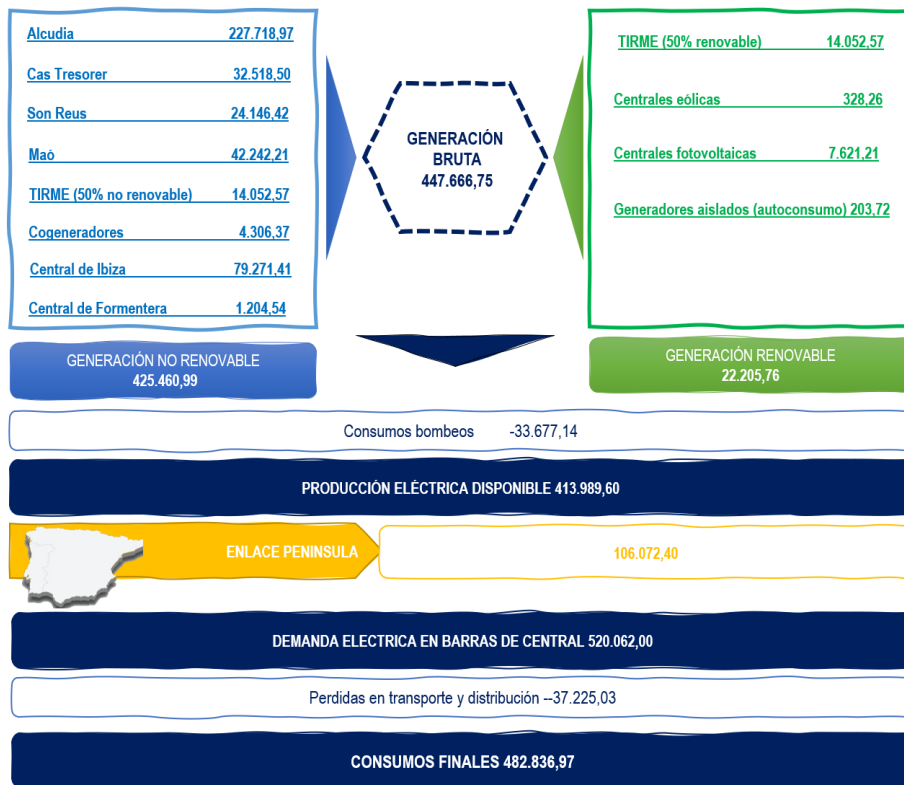 Alcudia 227.718,97
Cas Tresorer 32.518,50
Son Reus 24.146,42
Maó 42.242,21
TIRME (50% no renovable) 14.052,57
Cogeneradores 4.306,37
Central de Ibiza 79.271,41
Central de Formentera 1.204,54
GENERACIÓN NO RENOVABLE
425.460,99
GENERACIÓN
BRUTA
447.666,75
TIRME (50% renovable) 14.052,57
Centrales eólicas 328,26
Centrales fotovoltaicas 7.621,21
Generadores aislados (autoconsumo) 203,72
GENERACIÓN RENOVABLE
22.205,76
Consumos bombeos -33.677,14
PRODUCCIÓN ELÉCTRICA DISPONIBLE 413.989,60
ENLACE PENINSULA 106.072,40
DEMANDA ELECTRICA EN BARRAS DE CENTRAL 520.062,00
Perdidas en transporte y distribución --37.225,03
CONSUMOS FINALES 482.836,97